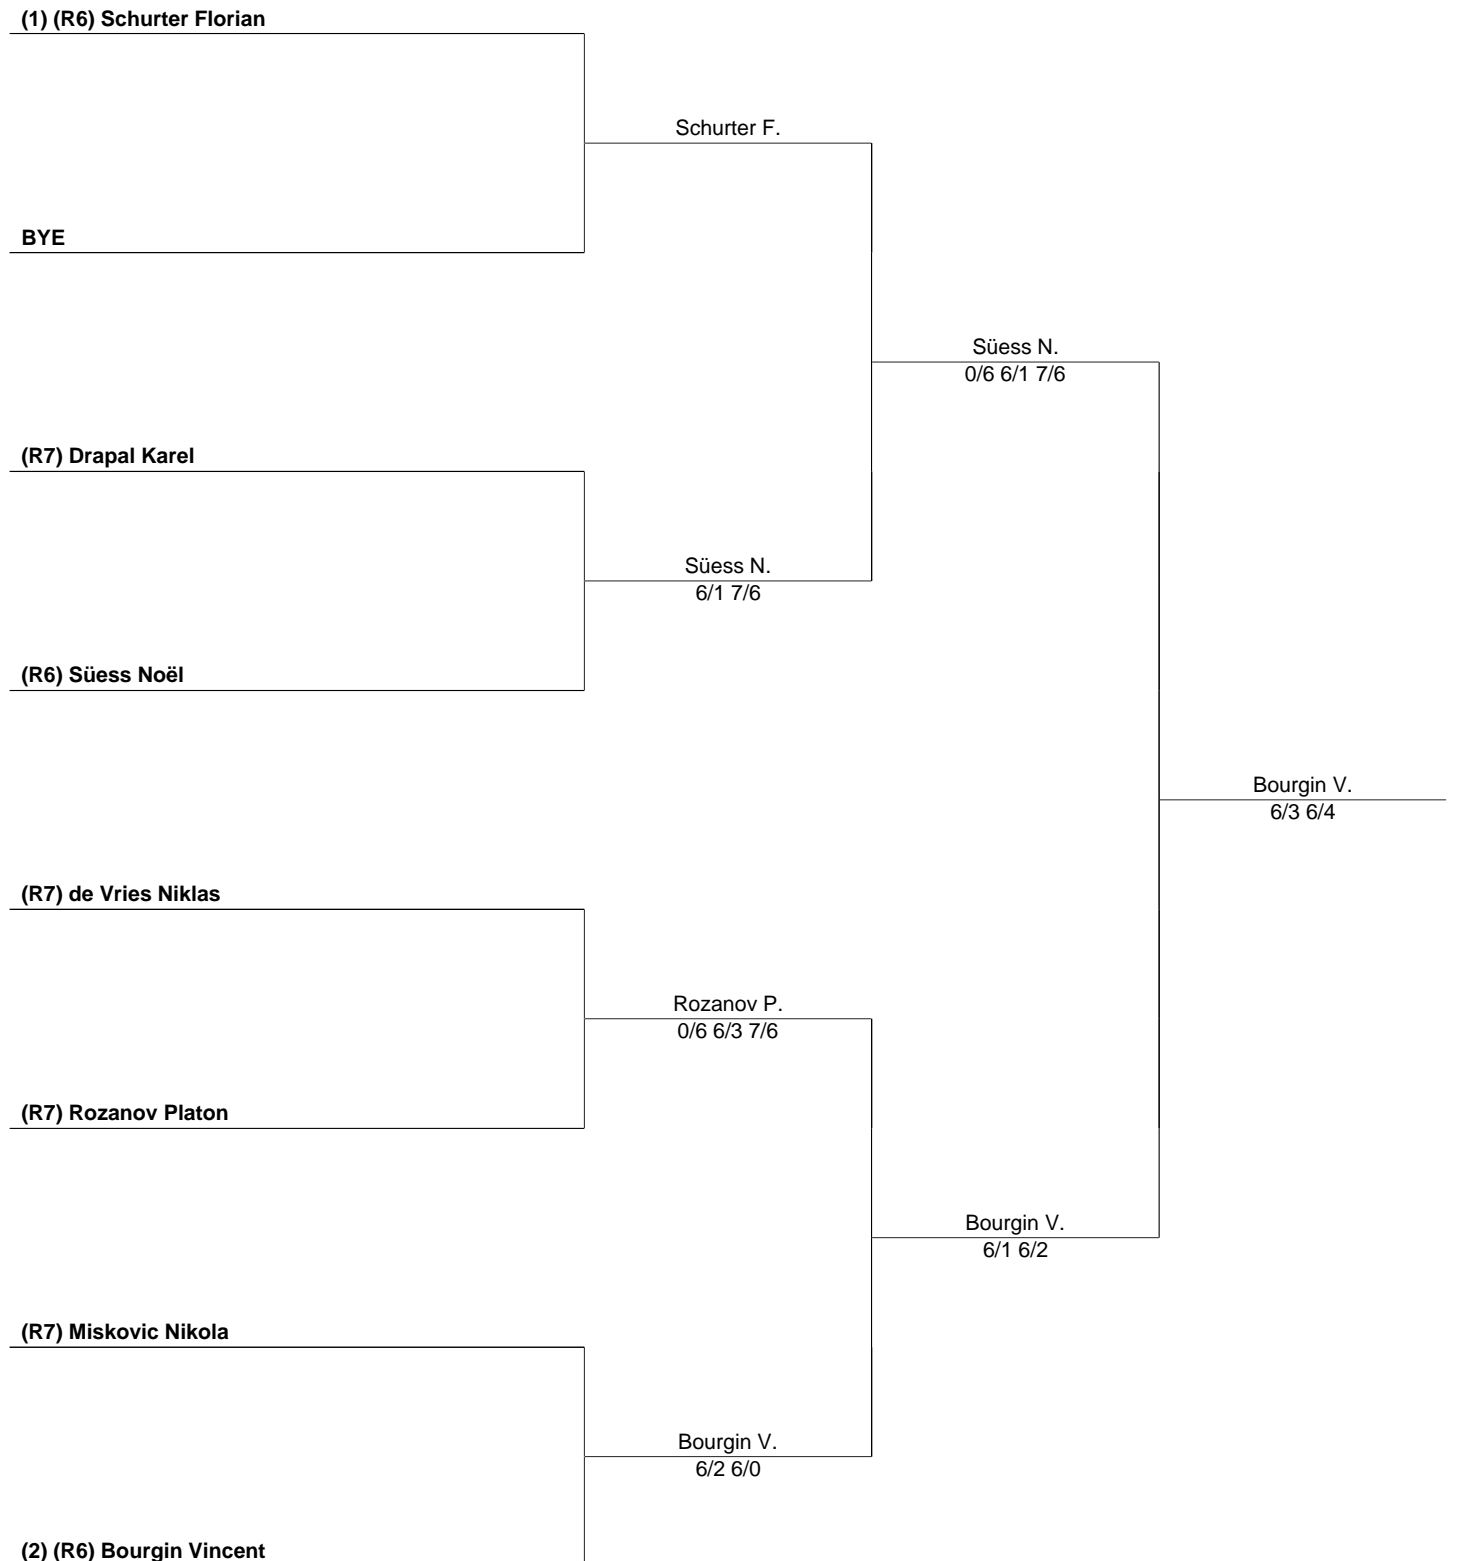 (1) (R6) Schurter Florian
Schurter F.
BYE
Süess N.
0/6 6/1 7/6
(R7) Drapal Karel
Süess N.
6/1 7/6
(R6) Süess Noël
Bourgin V.
6/3 6/4
(R7) de Vries Niklas
Rozanov P.
0/6 6/3 7/6
(R7) Rozanov Platon
Bourgin V.
6/1 6/2
(R7) Miskovic Nikola
Bourgin V.
6/2 6/0
(2) (R6) Bourgin Vincent